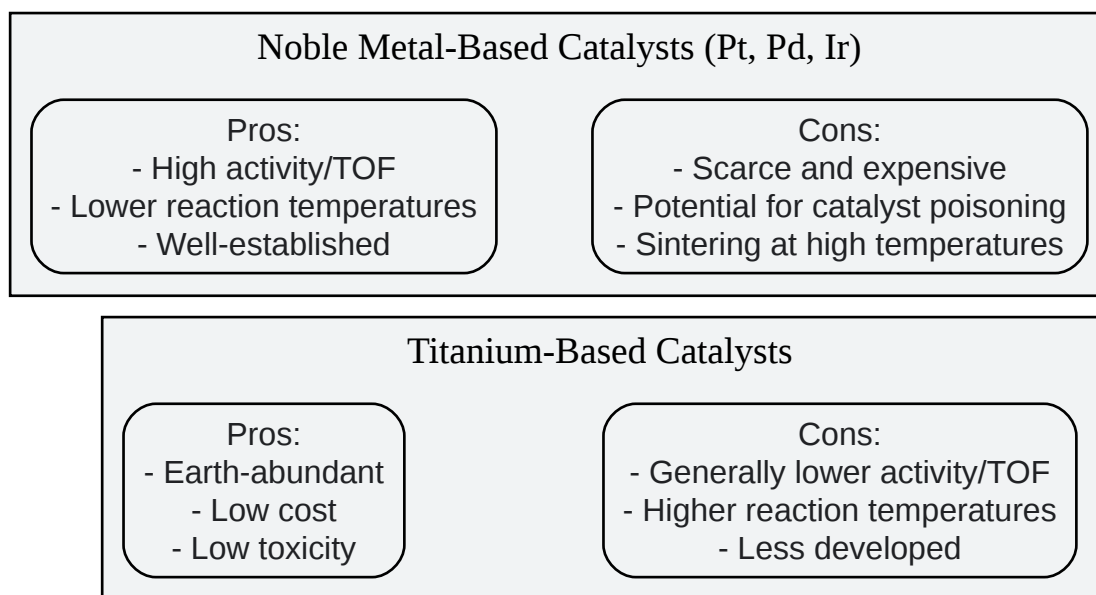 Noble Metal-Based Catalysts (Pt, Pd, Ir)
Pros:
- High activity/TOF
- Lower reaction temperatures
- Well-established
Cons:
- Scarce and expensive
- Potential for catalyst poisoning
- Sintering at high temperatures
Titanium-Based Catalysts
Pros:
- Earth-abundant
- Low cost
- Low toxicity
Cons:
- Generally lower activity/TOF
- Higher reaction temperatures
- Less developed